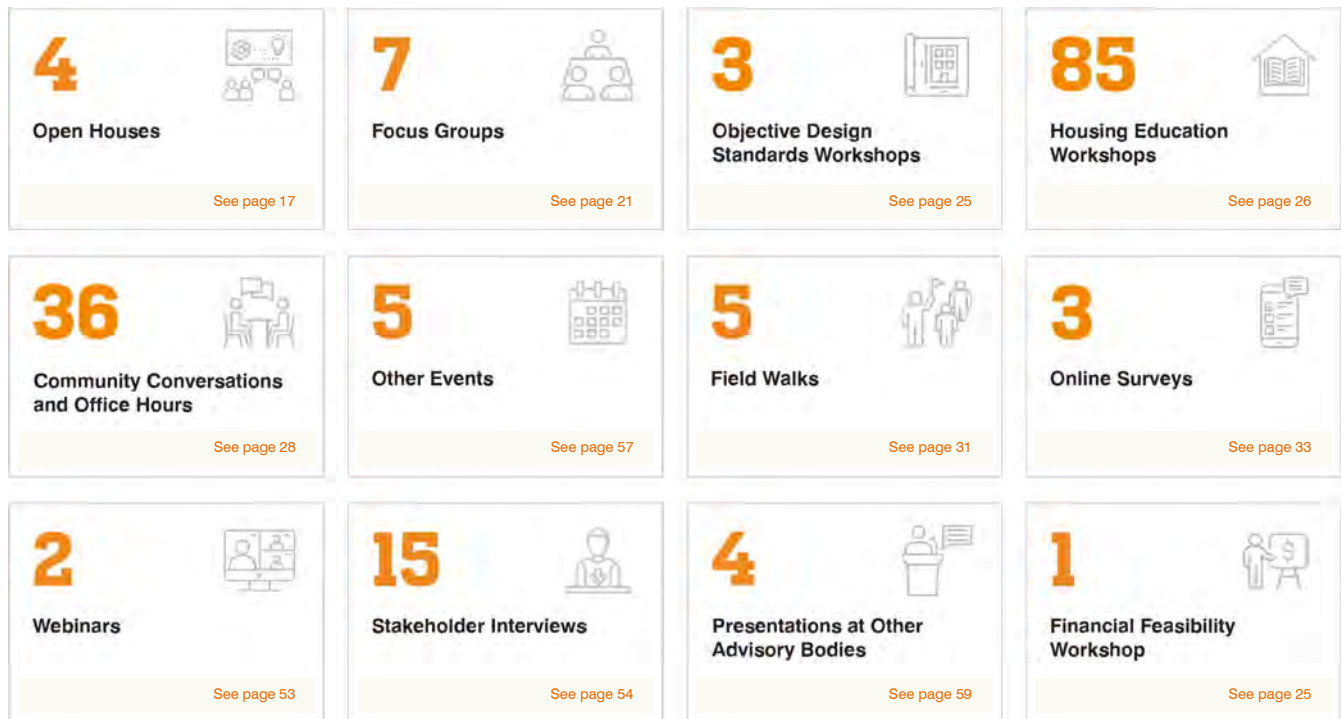 4
Open Houses
See page 17
7
Focus Groups
See page 21
3
Objective Design
Standards Workshops
See page 25
85
Housing Education
Workshops
See page 26
36
Community Conversations
and Office Hours
See page 28
5
Other Events
See page 57
5
Field Walks
See page 31
3
Online Surveys
See page 33
2
Webinars
See page 53
15
Stakeholder Interviews
See page 54
4
Presentations at Other
Advisory Bodies
See page 59
1
Financial Feasibility
Workshop
See page 25